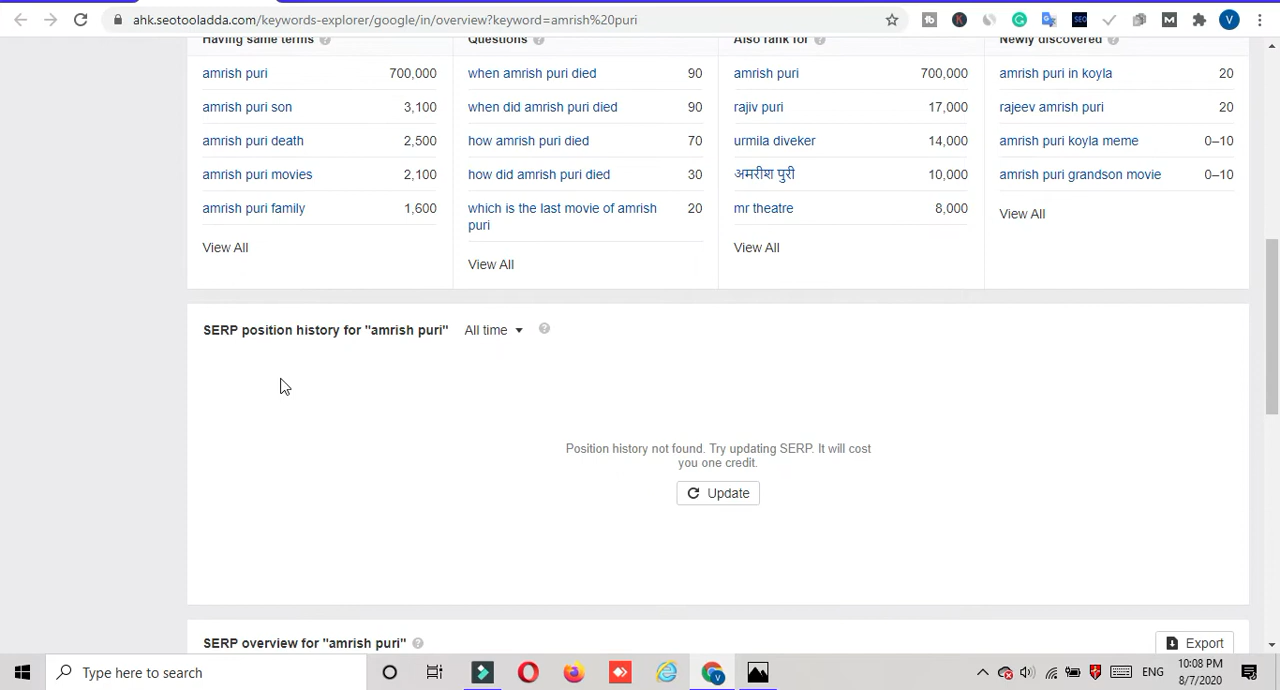 ahk.seotooladda.com/keywords-explorer/google/in/overview?keyword=amrish%20puri
SEO
M
V
Having same terms
amrish puri 700,000
amrish puri son 3,100
amrish puri death 2,500
amrish puri movies 2,100
amrish puri family 1,600
View All
Questions
when amrish puri died 90
when did amrish puri died 90
how amrish puri died 70
how did amrish puri died 30
which is the last movie of amrish 20
puri
View All
Also rank for
amrish puri 700,000
rajiv puri 17,000
urmila diveker 14,000
अमरीश पुरी 10,000
mr theatre 8,000
View All
Newly discovered
amrish puri in koyla 20
rajeev amrish puri 20
amrish puri koyla meme 0–10
amrish puri grandson movie 0–10
View All
SERP position history for "amrish puri" All time
Position history not found. Try updating SERP. It will cost
you one credit.
Update
SERP overview for "amrish puri" Export
Type here to search
ENG
10:08 PM
8/7/2020